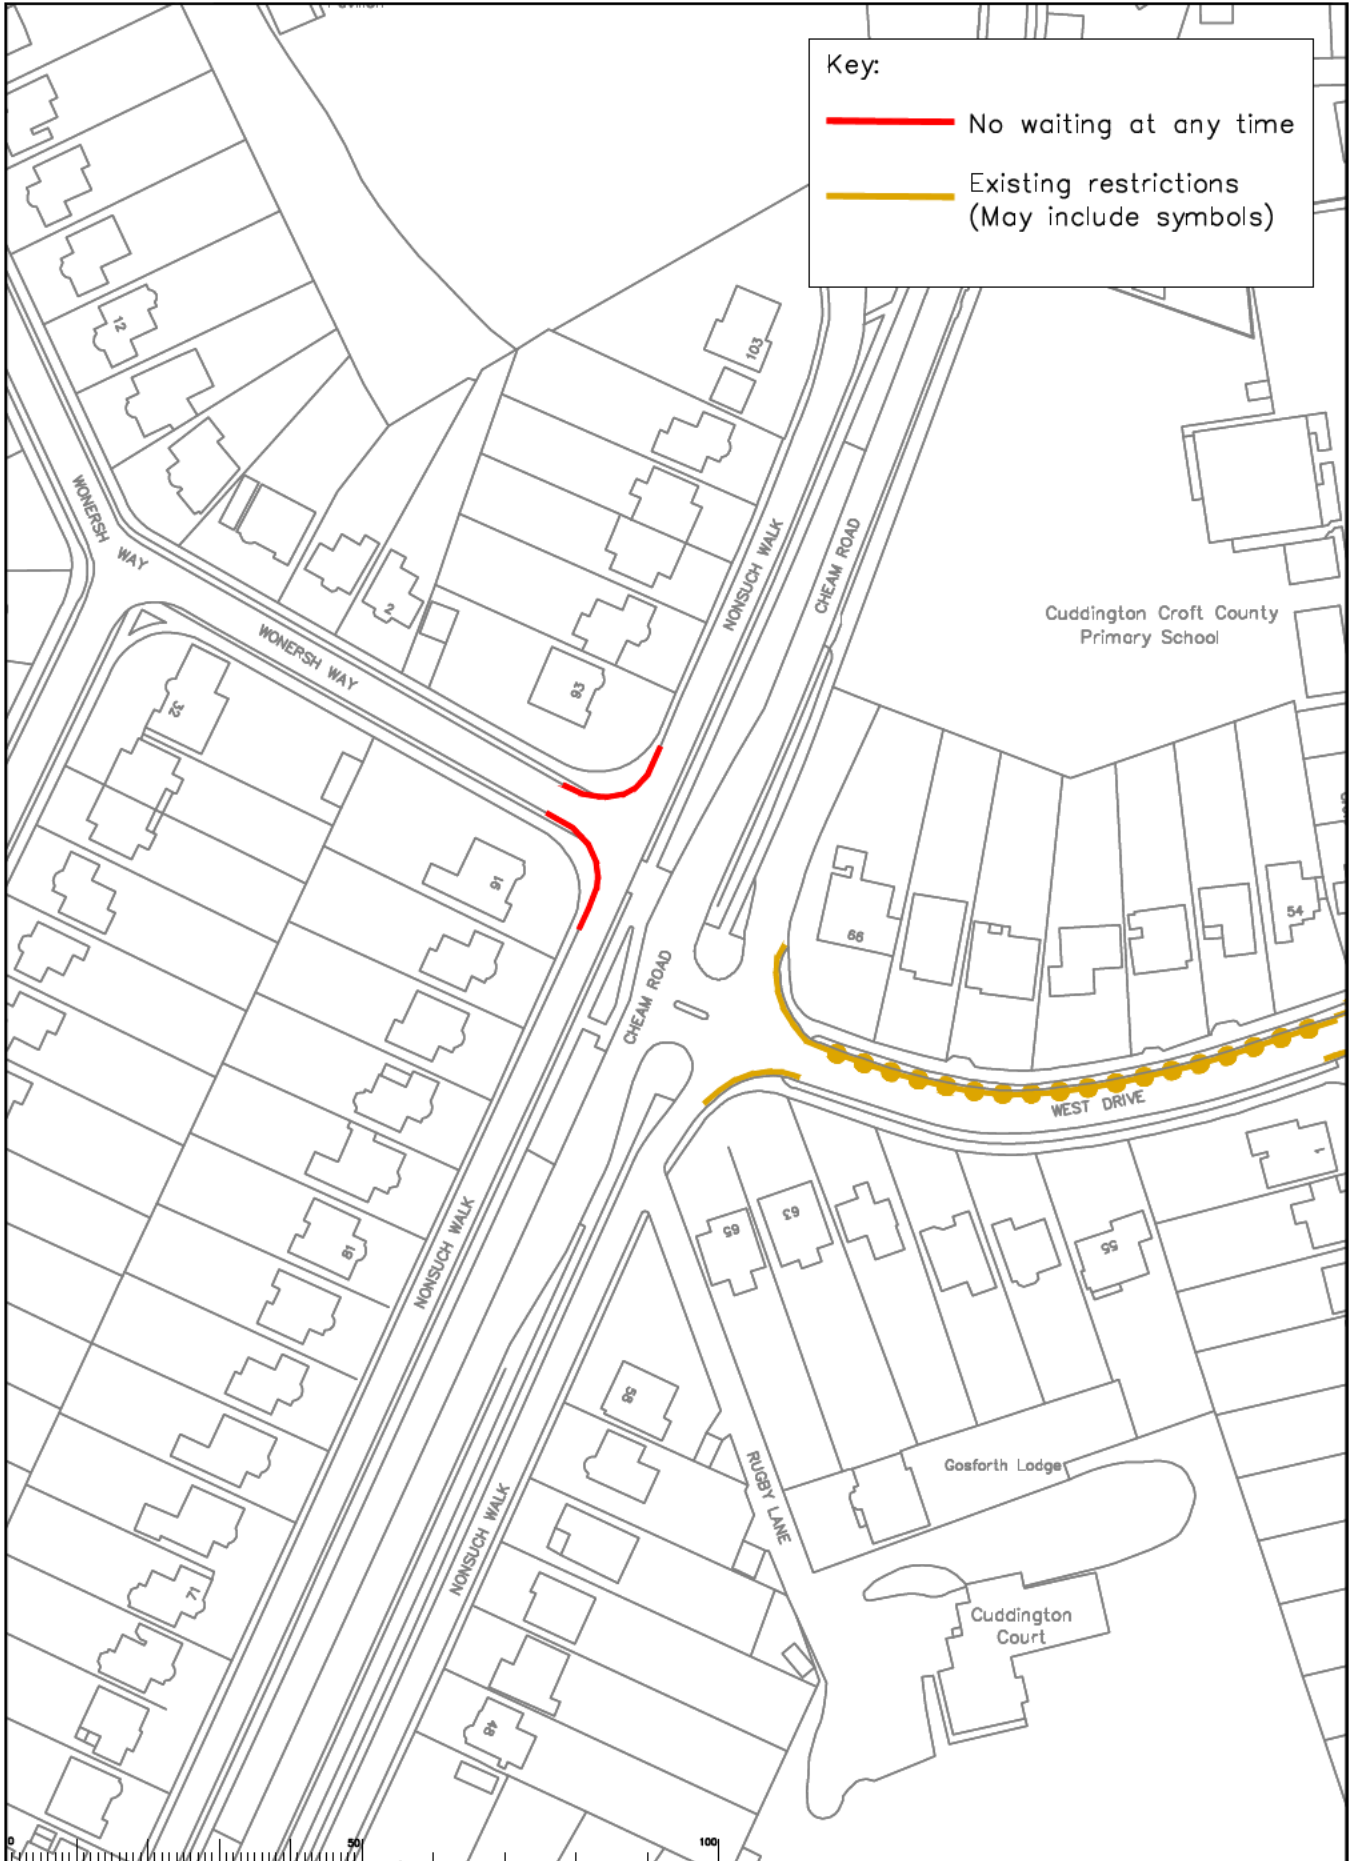 Pavilion
Key:
No waiting at any time
Existing restrictions
(May include symbols)
12
103
WONERSH WAY
NONSUCH WALK
CHEAM ROAD
Cuddington Croft County
Primary School
2
WONERSH WAY
93
32
91
66
54
CHEAM ROAD
WEST DRIVE
1
65
63
55
81
NONSUCH WALK
58
RUGBY LANE
Gosforth Lodge
NONSUCH WALK
71
Cuddington
Court
48
0
50
100